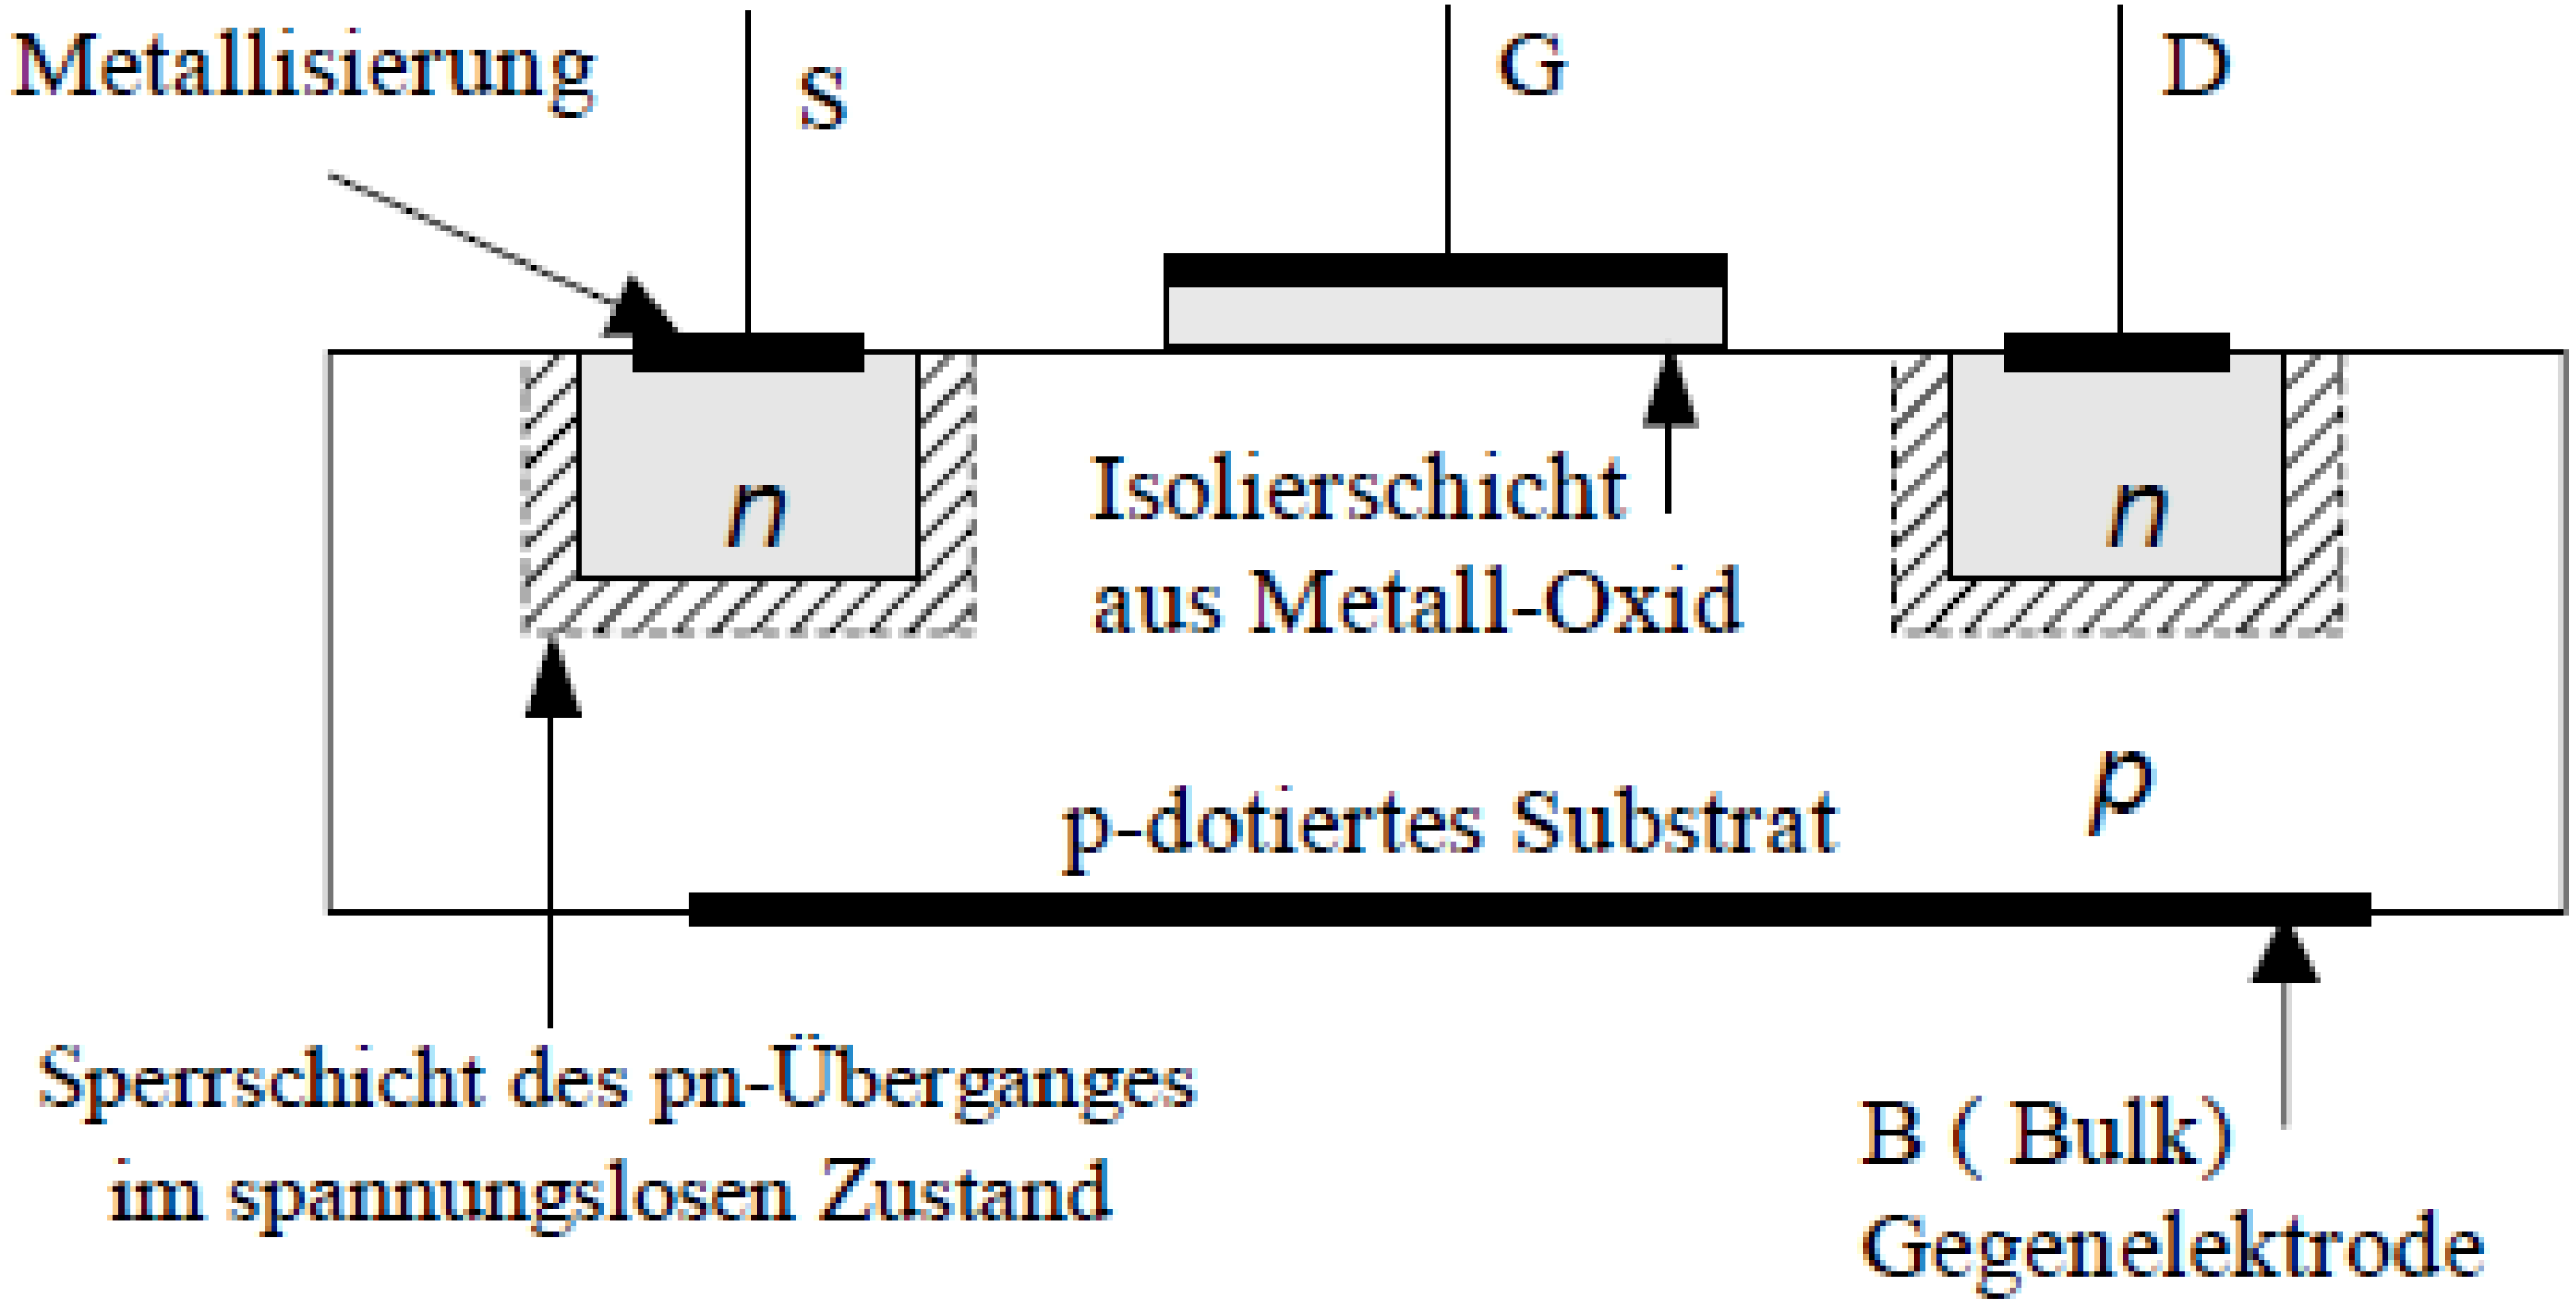 Metallisierung
S
G
D
n
Isolierschicht
aus Metall-Oxid
n
p
p-dotiertes Substrat
Sperrschicht des pn-Überganges
im spannungslosen Zustand
B ( Bulk)
Gegenelektrode